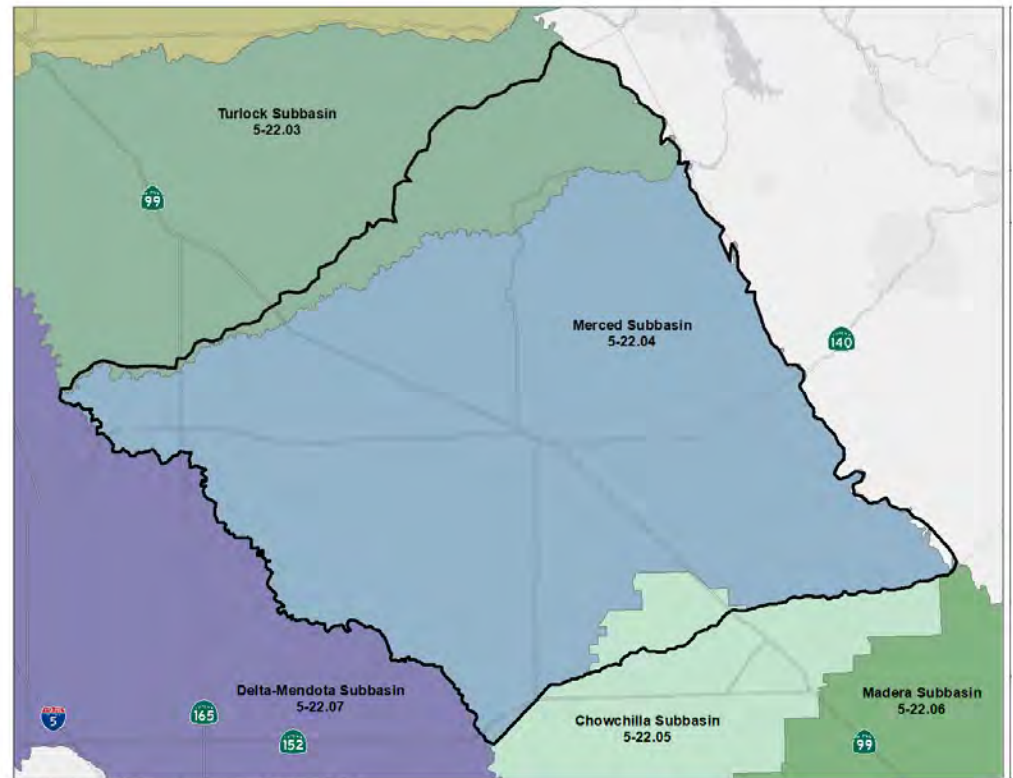 Turlock Subbasin
5-22.03
99
Merced Subbasin
5-22.04
140
Delta-Mendota Subbasin
5-22.07
Madera Subbasin
5-22.06
Chowchilla Subbasin
5-22.05
5
165
152
99